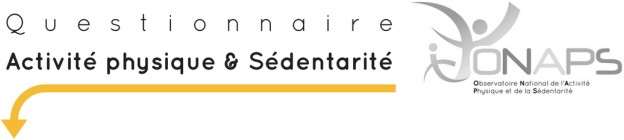 Questionnaire
Activité physique & Sédentarité
ONAPS
Observatoire National de l'Activité
Physique et de la Sédentarité